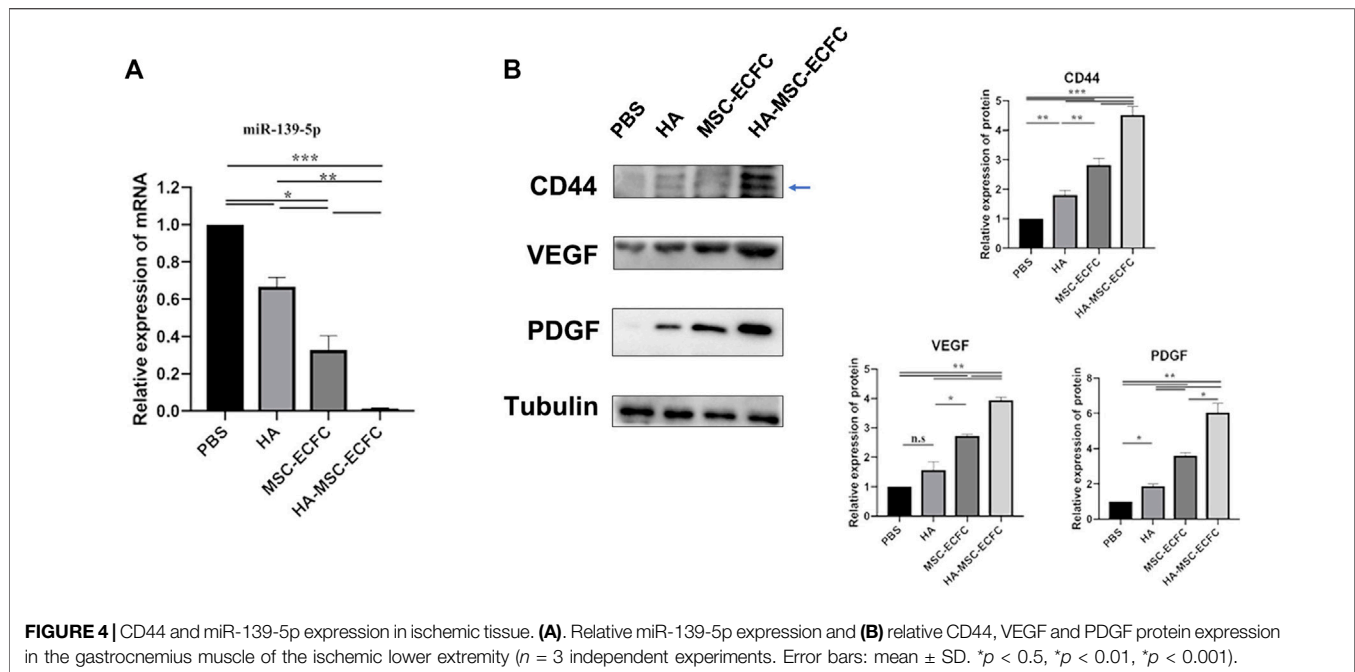 A
miR-139-5p
***
**
*
Relative expression of mRNA
1.2
1.0
0.8
0.6
0.4
0.2
0.0
PBS
HA
MSC-ECFC
HA-MSC-ECFC
B
PBS
HA
MSC-ECFC
HA-MSC-ECFC
CD44
VEGF
PDGF
Tubulin
CD44
***
** **
Relative expression of protein
5
4
3
2
1
0
PBS
HA
MSC-ECFC
HA-MSC-ECFC
VEGF
**
*
n.s
Relative expression of protein
5
4
3
2
1
0
PBS
HA
MSC-ECFC
HA-MSC-ECFC
PDGF
**
*
*
Relative expression of protein
8
6
4
2
0
PBS
HA
MSC-ECFC
HA-MSC-ECFC
FIGURE 4 | CD44 and miR-139-5p expression in ischemic tissue. (A). Relative miR-139-5p expression and (B) relative CD44, VEGF and PDGF protein expression
in the gastrocnemius muscle of the ischemic lower extremity (n = 3 independent experiments. Error bars: mean ± SD. *p < 0.5, *p < 0.01, *p < 0.001).